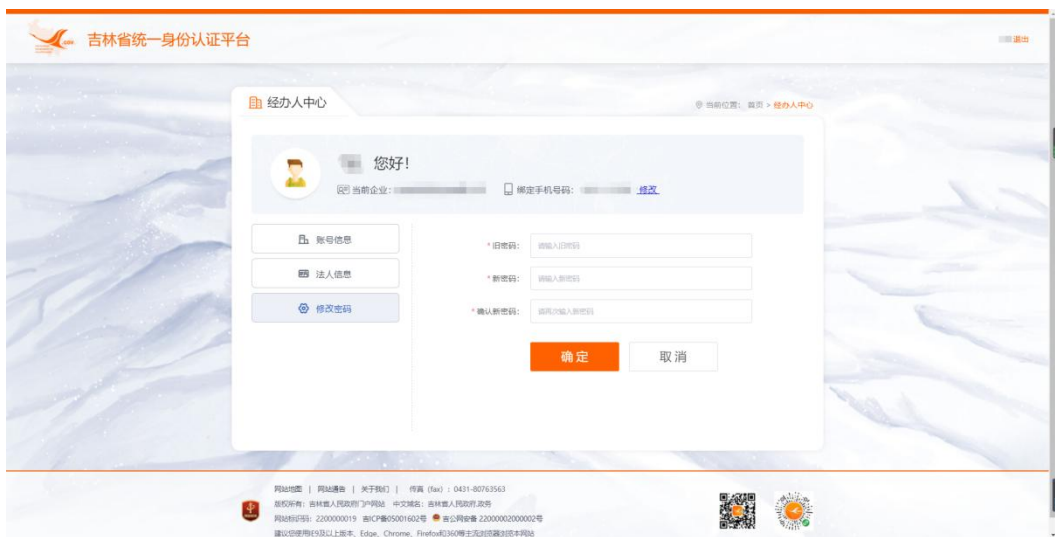 吉林省统一身份认证平台
退出
经办人中心
当前位置： 首页 > 经办人中心
您好！
当前企业： 绑定手机号码： 修改
账号信息
法人信息
修改密码
*旧密码： 请输入旧密码
*新密码： 请输入新密码
*确认新密码： 请再次输入新密码
确定 取消
网站地图 | 网站通告 | 关于我们 | 传真 (fax) : 0431-80763563
版权所有：吉林省人民政府门户网站 中文域名：吉林省人民政府.政务
网站标识码：2200000019 吉ICP备05001602号 吉公网安备 22000002000002号
建议您使用IE9及以上版本、Edge、Chrome、Firefox和360等主流浏览器浏览本网站